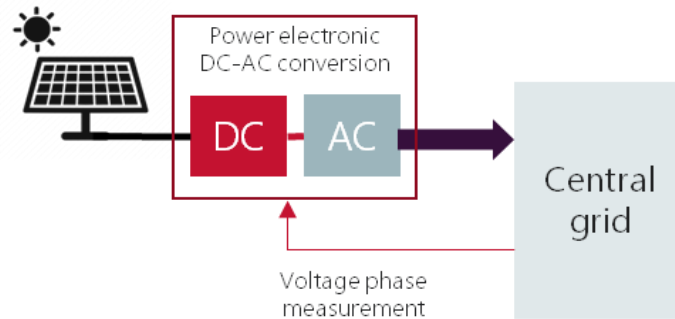 Power electronic
DC-AC conversion
DC
AC
Central
grid
Voltage phase
measurement